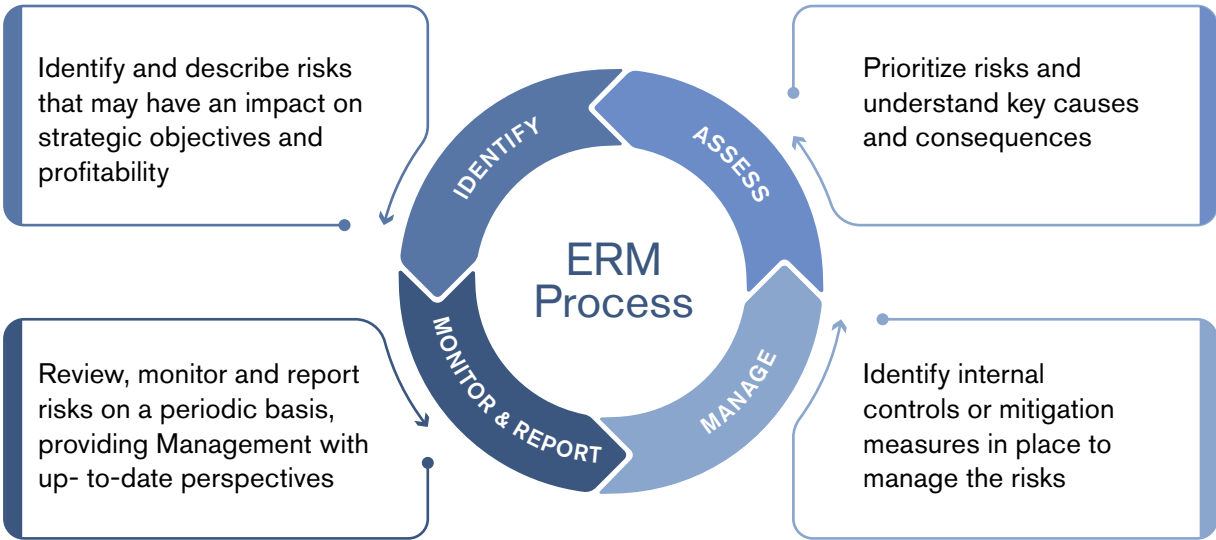 Identify and describe risks
that may have an impact on
strategic objectives and
profitability
Prioritize risks and
understand key causes
and consequences
IDENTIFY
ASSESS
ERM
Process
MONITOR & REPORT
MANAGE
Review, monitor and report
risks on a periodic basis,
providing Management with
up- to-date perspectives
Identify internal
controls or mitigation
measures in place to
manage the risks